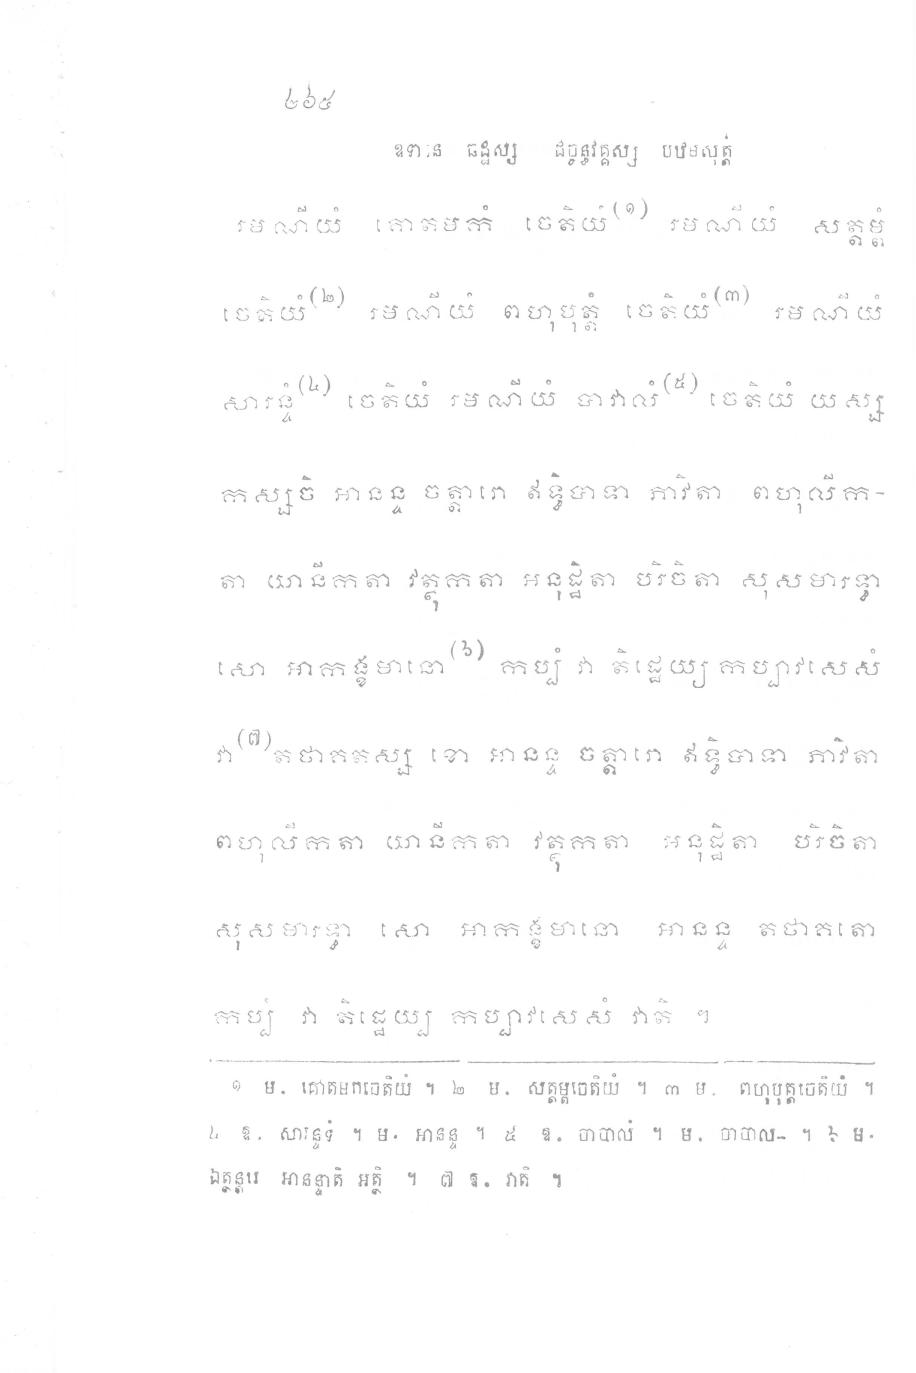 ២៦៤
ឧទានេ ឆដ្ឋស្ស ជច្ចន្ធវគ្គស្ស បឋមសុត្តំ
រមណីយំ គោតមកំ ចេតិយំ(១) រមណីយំ សត្តម្ពំ
ចេតិយំ(២) រមណីយំ ពហុបុត្តំ ចេតិយំ(៣) រមណីយំ
សារន្ទំ(៤) ចេតិយំ រមណីយំ បាវាលំ(៥) ចេតិយំ យស្ស
កស្សចិ អានន្ទ ចត្តារោ ឥទ្ធិបាទា ភាវិតា ពហុលីក-
តា យានីកតា វត្ថុកតា អនុដ្ឋិតា បរិចិតា សុសមារទ្ធា
សោ អាកង្ខមានោ(៦) កប្បំ វា តិដ្ឋេយ្យ កប្បាវសេសំ
វា(៧) តថាគតស្ស ខោ អានន្ទ ចត្តារោ ឥទ្ធិបាទា ភាវិតា
ពហុលីកតា យានីកតា វត្ថុកតា អនុដ្ឋិតា បរិចិតា
សុសមារទ្ធា សោ អាកង្ខមានោ អានន្ទ តថាគតោ
កប្បំ វា តិដ្ឋេយ្យ កប្បាវសេសំ វាតិ ។
១ ម. គោតមកចេតិយំ ។ ២ ម. សត្តម្ពចេតិយំ ។ ៣ ម. ពហុបុត្តចេតិយំ ។
៤ ឧ. សារន្ទទំ ។ ម. អានន្ទ ។ ៥ ឧ. ចាបាលំ ។ ម. ចាបាល- ។ ៦ ម.
ឯត្ថន្តរេ អានន្ទាតិ អត្ថិ ។ ៧ ឧ. វាតិ ។